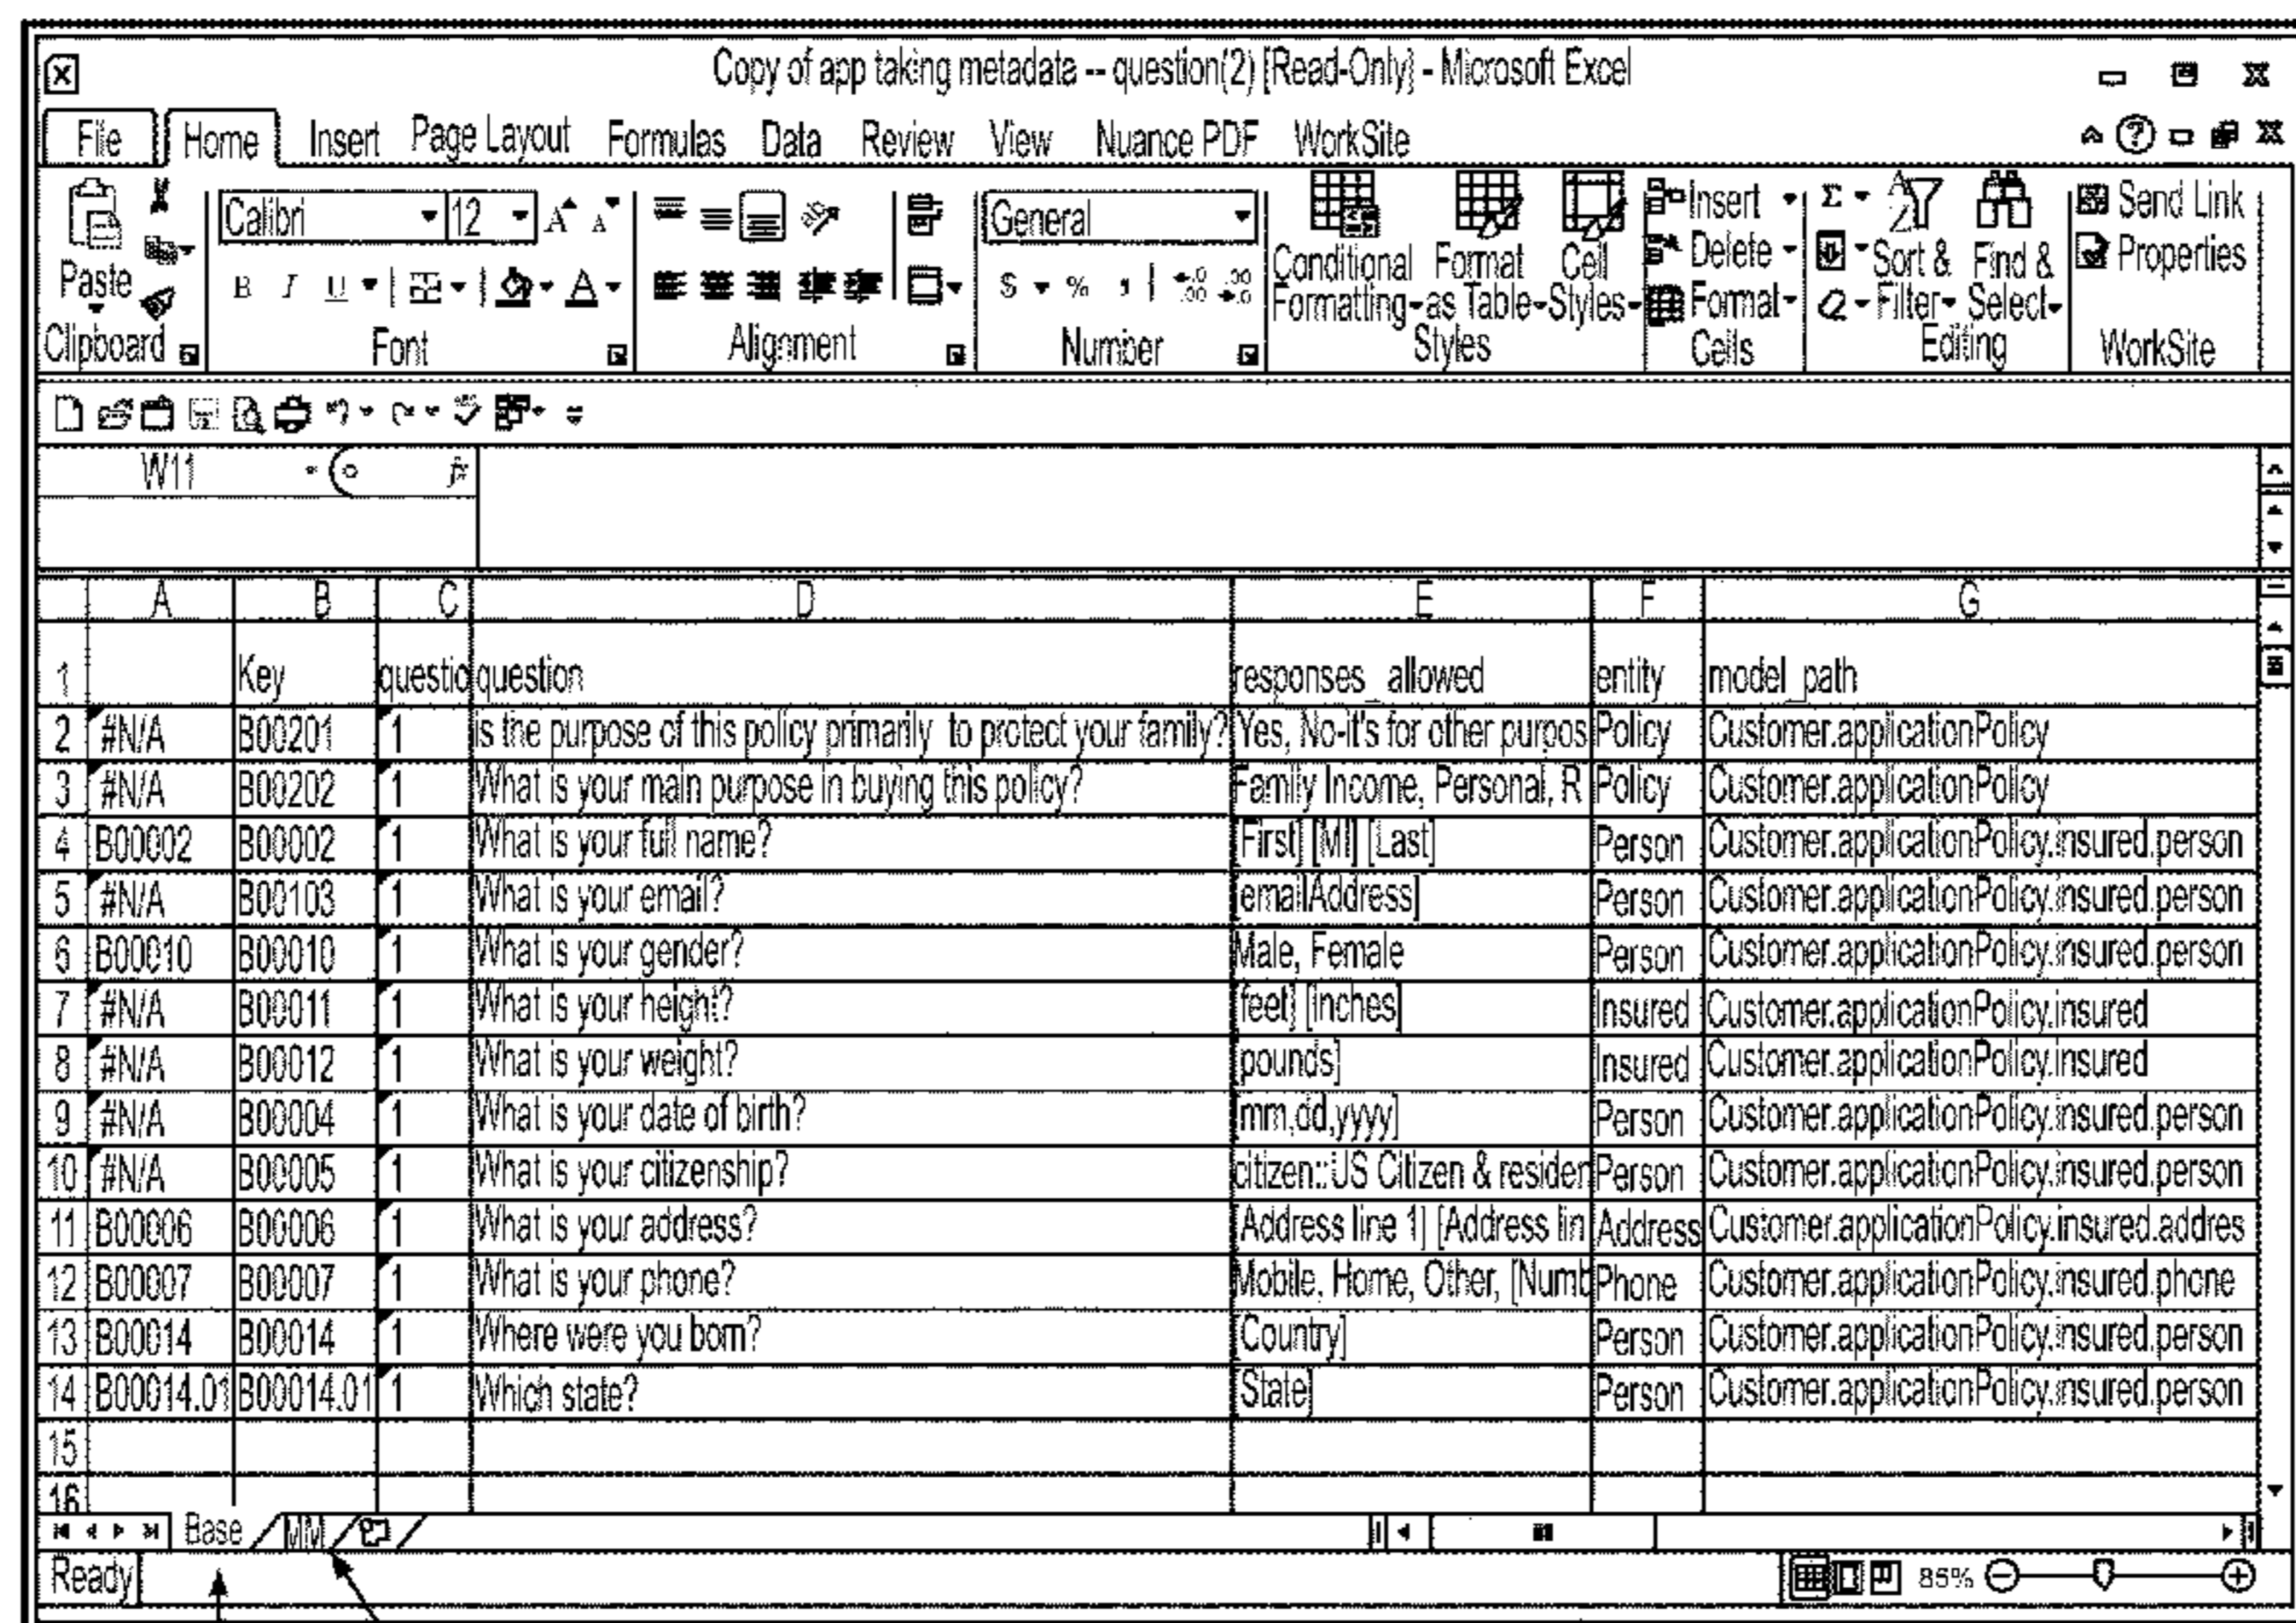 Copy of app taking metadata -- question(2) [Read-Only] - Microsoft Excel
File Home Insert Page Layout Formulas Data Review View Nuance PDF WorkSite
Calibri 12 General Insert Σ Send Link
Paste B I U A $ % Conditional Format Cell Delete Sort & Find & Properties
Formatting as Table Styles Format Filter Select
Clipboard Font Alignment Number Styles Cells Editing WorkSite
W11 fx
A B C D E F G
1 Key questio question responses_allowed entity model_path
2 #N/A B00201 1 is the purpose of this policy primarily to protect your family? Yes, No-it's for other purpos Policy Customer.applicationPolicy
3 #N/A B00202 1 What is your main purpose in buying this policy? Family Income, Personal, R Policy Customer.applicationPolicy
4 B00002 B00002 1 What is your full name? [First] [MI] [Last] Person Customer.applicationPolicy.insured.person
5 #N/A B00103 1 What is your email? [emailAddress] Person Customer.applicationPolicy.insured.person
6 B00010 B00010 1 What is your gender? Male, Female Person Customer.applicationPolicy.insured.person
7 #N/A B00011 1 What is your height? [feet] [inches] Insured Customer.applicationPolicy.insured
8 #N/A B00012 1 What is your weight? [pounds] Insured Customer.applicationPolicy.insured
9 #N/A B00004 1 What is your date of birth? [mm,dd,yyyy] Person Customer.applicationPolicy.insured.person
10 #N/A B00005 1 What is your citizenship? citizen::US Citizen & residen Person Customer.applicationPolicy.insured.person
11 B00006 B00006 1 What is your address? [Address line 1] [Address lin Address Customer.applicationPolicy.insured.addres
12 B00007 B00007 1 What is your phone? Mobile, Home, Other, [Numb Phone Customer.applicationPolicy.insured.phone
13 B00014 B00014 1 Where were you born? [Country] Person Customer.applicationPolicy.insured.person
14 B00014.01 B00014.01 1 Which state? [State] Person Customer.applicationPolicy.insured.person
15
16
Base MM
Ready 85%